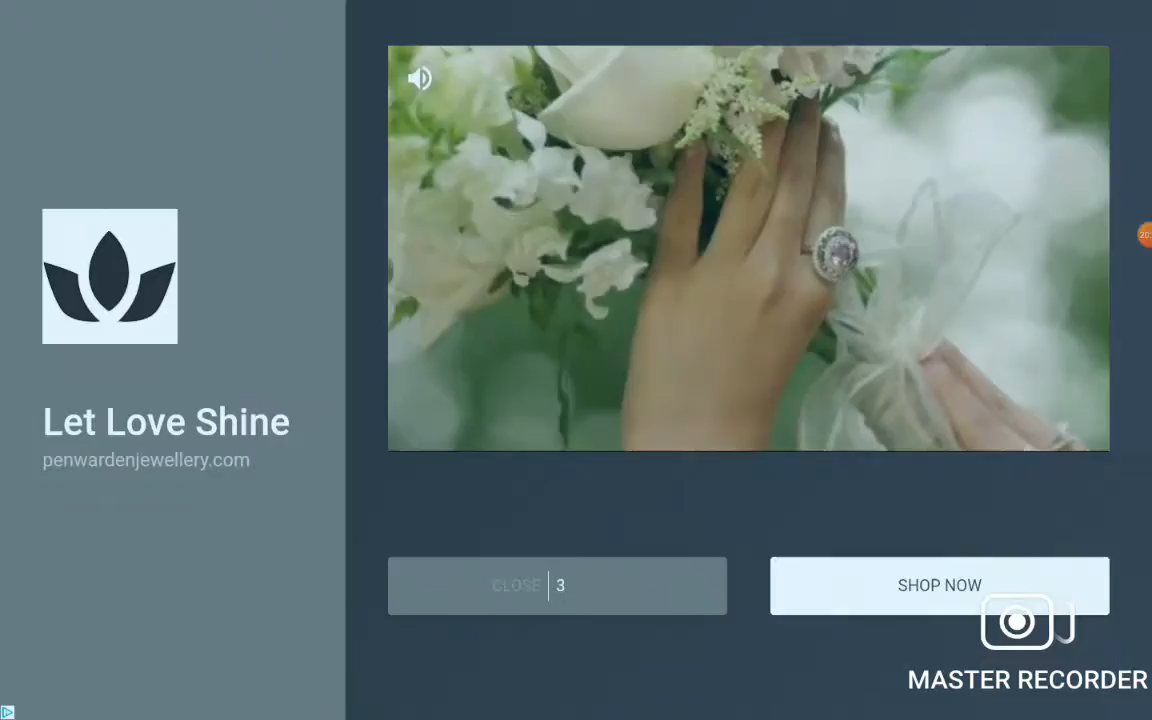 Let Love Shine
penwardenjewellery.com
CLOSE 3
SHOP NOW
MASTER RECORDER